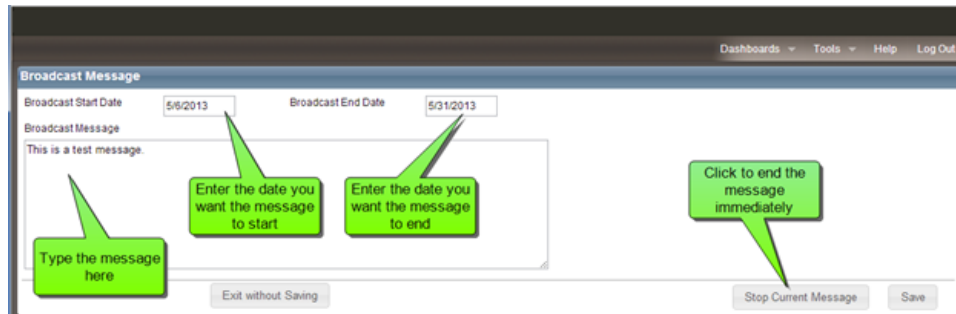 Dashboards Tools Help Log Out
Broadcast Message
Broadcast Start Date 5/6/2013 Broadcast End Date 5/31/2013
Broadcast Message
This is a test message.
Enter the date you
want the message
to start
Enter the date you
want the message
to end
Click to end the
message
immediately
Type the message
here
Exit without Saving Stop Current Message Save